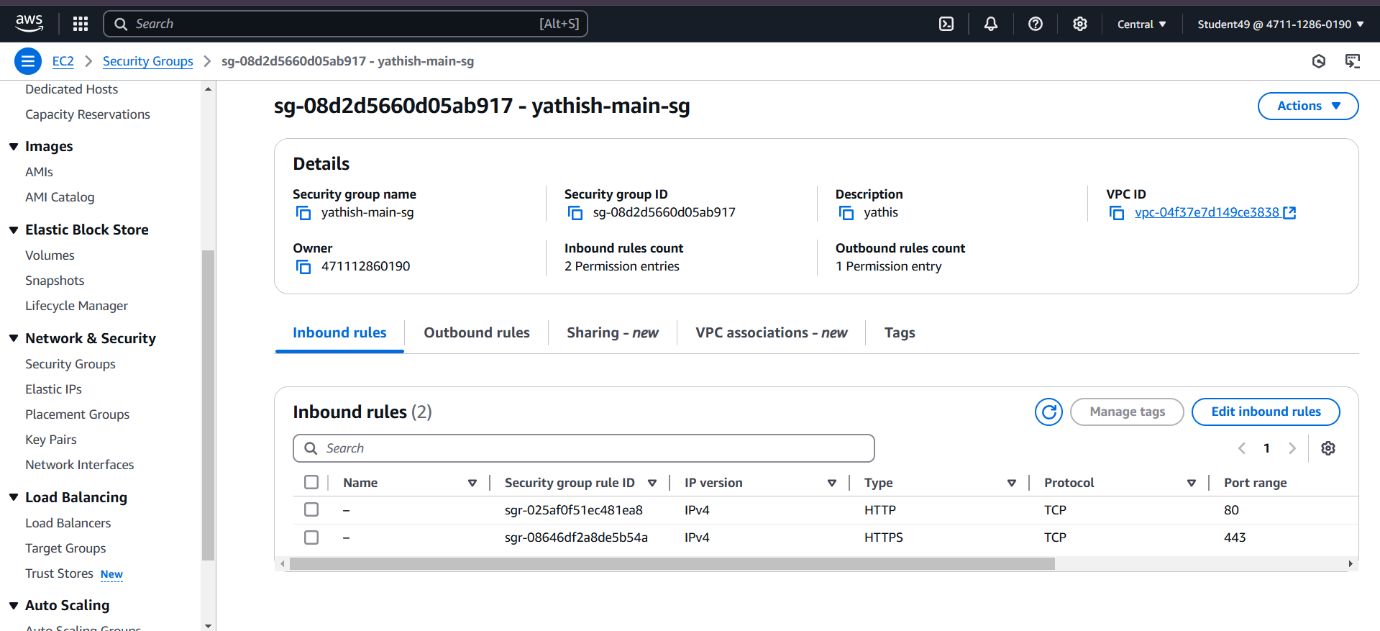 aws
Search [Alt+S]
Central
Student49 @ 4711-1286-0190
EC2 > Security Groups > sg-08d2d5660d05ab917 - yathish-main-sg
Dedicated Hosts
Capacity Reservations
Images
AMIs
AMI Catalog
Elastic Block Store
Volumes
Snapshots
Lifecycle Manager
Network & Security
Security Groups
Elastic IPs
Placement Groups
Key Pairs
Network Interfaces
Load Balancing
Load Balancers
Target Groups
Trust Stores New
Auto Scaling
Auto Scaling Groups
sg-08d2d5660d05ab917 - yathish-main-sg
Actions
Details
Security group name
yathish-main-sg
Security group ID
sg-08d2d5660d05ab917
Description
yathis
VPC ID
vpc-04f37e7d149ce3838
Owner
471112860190
Inbound rules count
2 Permission entries
Outbound rules count
1 Permission entry
Inbound rules Outbound rules Sharing - new VPC associations - new Tags
Inbound rules (2)
Manage tags
Edit inbound rules
Search
1
Name Security group rule ID IP version Type Protocol Port range
– sgr-025af0f51ec481ea8 IPv4 HTTP TCP 80
– sgr-08646df2a8de5b54a IPv4 HTTPS TCP 443